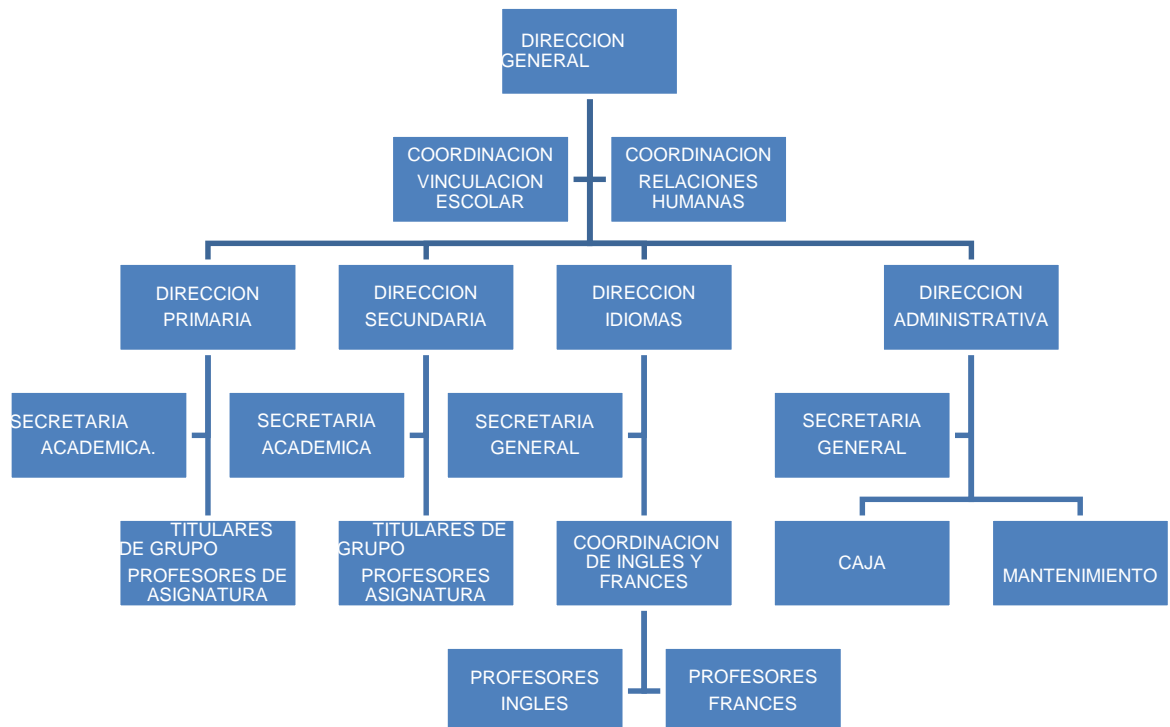 DIRECCION
GENERAL
COORDINACION
VINCULACION
ESCOLAR
COORDINACION
RELACIONES
HUMANAS
DIRECCION
PRIMARIA
DIRECCION
SECUNDARIA
DIRECCION
IDIOMAS
DIRECCION
ADMINISTRATIVA
SECRETARIA
ACADEMICA.
SECRETARIA
ACADEMICA
SECRETARIA
GENERAL
SECRETARIA
GENERAL
TITULARES
DE GRUPO
PROFESORES DE
ASIGNATURA
TITULARES DE
GRUPO
PROFESORES
ASIGNATURA
COORDINACION
DE INGLES Y
FRANCES
CAJA
MANTENIMIENTO
PROFESORES
INGLES
PROFESORES
FRANCES